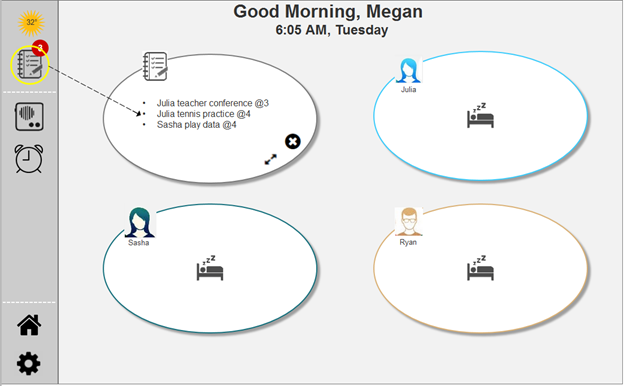 Good Morning, Megan
6:05 AM, Tuesday
32°
3
Julia teacher conference @3
Julia tennis practice @4
Sasha play data @4
Julia
Sasha
Ryan
z z Z
z z Z
z z Z